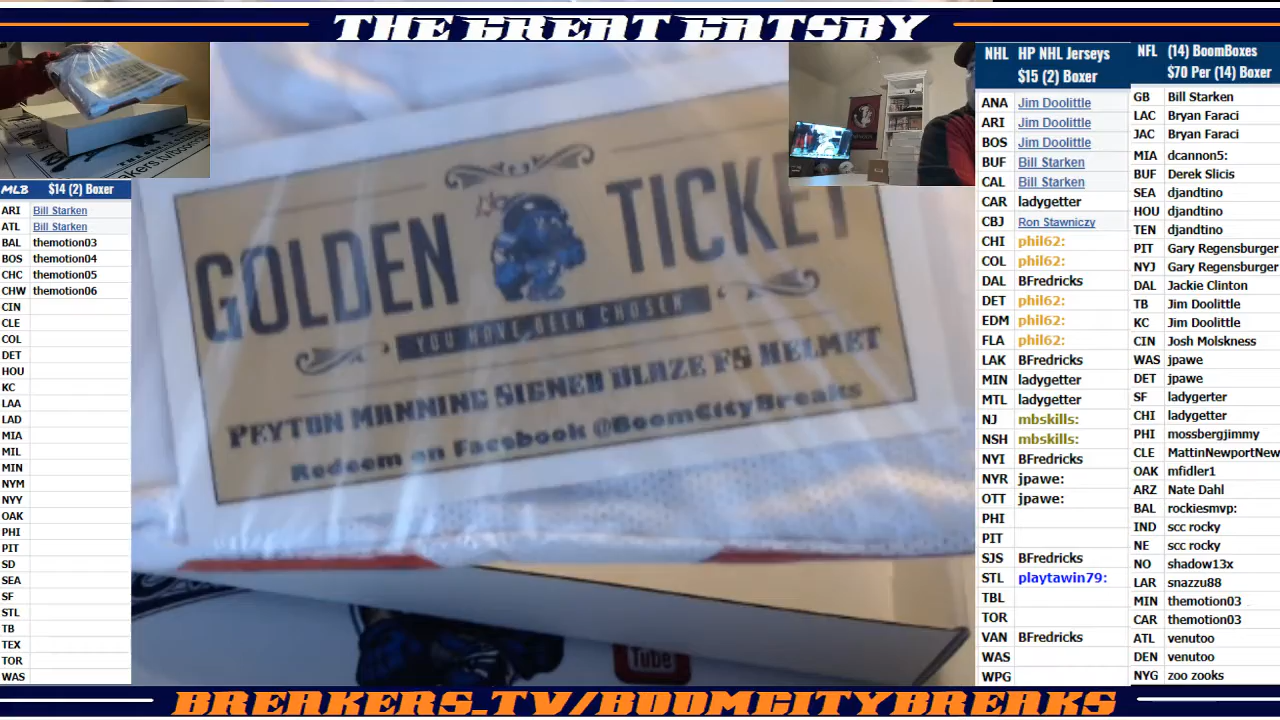 THE GREAT GATSBY
MLB $14 (2) Boxer
ARI Bill Starken
ATL Bill Starken
BAL themotion03
BOS themotion04
CHC themotion05
CHW themotion06
CIN
CLE
COL
DET
HOU
KC
LAA
LAD
MIA
MIL
MIN
NYM
NYY
OAK
PHI
PIT
SD
SEA
SF
STL
TB
TEX
TOR
WAS
GOLDEN TICKET
YOU HAVE BEEN CHOSEN
PEYTON MANNING SIGNED BLAZE FS HELMET
Redeem on Facebook @BoomCityBreaks
Tube
NHL HP NHL Jerseys
$15 (2) Boxer
ANA Jim Doolittle
ARI Jim Doolittle
BOS Jim Doolittle
BUF Bill Starken
CAL Bill Starken
CAR ladygetter
CBJ Ron Stawniczy
CHI phil62:
COL phil62:
DAL BFredricks
DET phil62:
EDM phil62:
FLA phil62:
LAK BFredricks
MIN ladygetter
MTL ladygetter
NJ mbskills:
NSH mbskills:
NYI BFredricks
NYR jpawe:
OTT jpawe:
PHI
PIT
SJS BFredricks
STL playtawin79:
TBL
TOR
VAN BFredricks
WAS
WPG
NFL (14) BoomBoxes
$70 Per (14) Boxer
GB Bill Starken
LAC Bryan Faraci
JAC Bryan Faraci
MIA dcannon5:
BUF Derek Slicis
SEA djandtino
HOU djandtino
TEN djandtino
PIT Gary Regensburger
NYJ Gary Regensburger
DAL Jackie Clinton
TB Jim Doolittle
KC Jim Doolittle
CIN Josh Molskness
WAS jpawe
DET jpawe
SF ladygerter
CHI ladygetter
PHI mossbergjimmy
CLE MattinNewportNew
OAK mfidler1
ARZ Nate Dahl
BAL rockiesmvp:
IND scc rocky
NE scc rocky
NO shadow13x
LAR snazzu88
MIN themotion03
CAR themotion03
ATL venutoo
DEN venutoo
NYG zoo zooks
BREAKERS.TV/BOOMCITYBREAKS